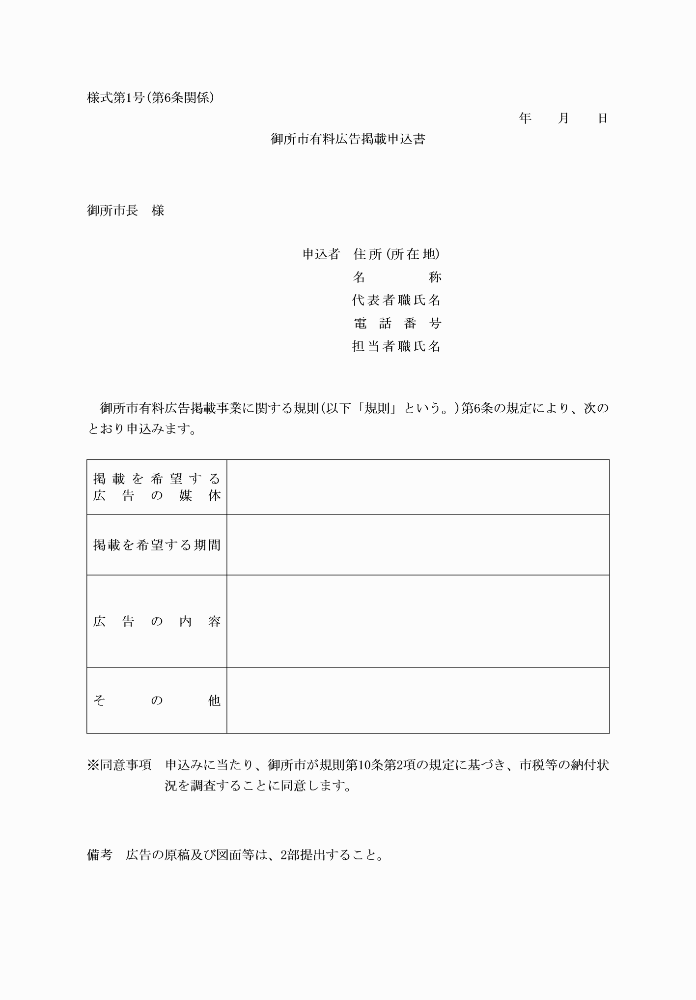 様式第1号(第6条関係)
年　　月　　日
御所市有料広告掲載申込書
御所市長　様
申込者　住所(所在地)
名称
代表者職氏名
電話番号
担当者職氏名
御所市有料広告掲載事業に関する規則(以下「規則」という。)第6条の規定により、次の
とおり申込みます。
掲載を希望する
広告の媒体
掲載を希望する期間
広告の内容
その他
※同意事項　申込みに当たり、御所市が規則第10条第2項の規定に基づき、市税等の納付状
況を調査することに同意します。
備考　広告の原稿及び図面等は、2部提出すること。